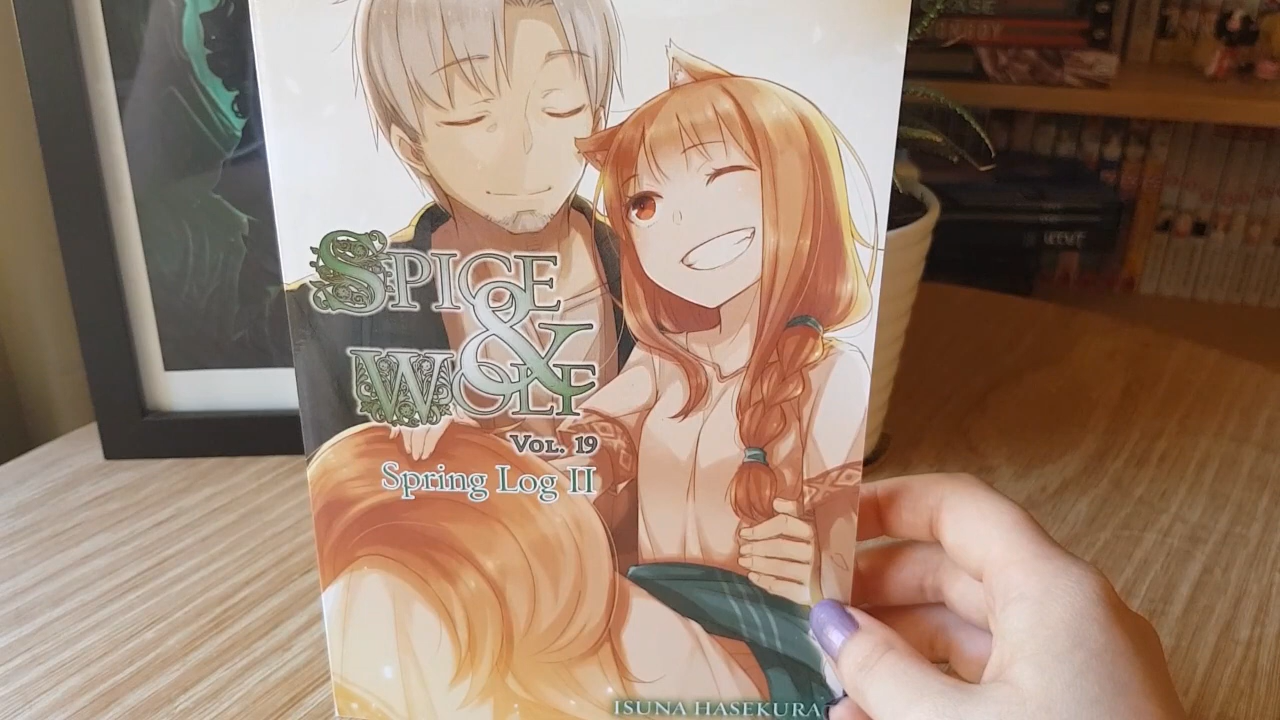 SPICE
&
WOLF
VOL. 19
Spring Log II
ISUNA HASEKURA